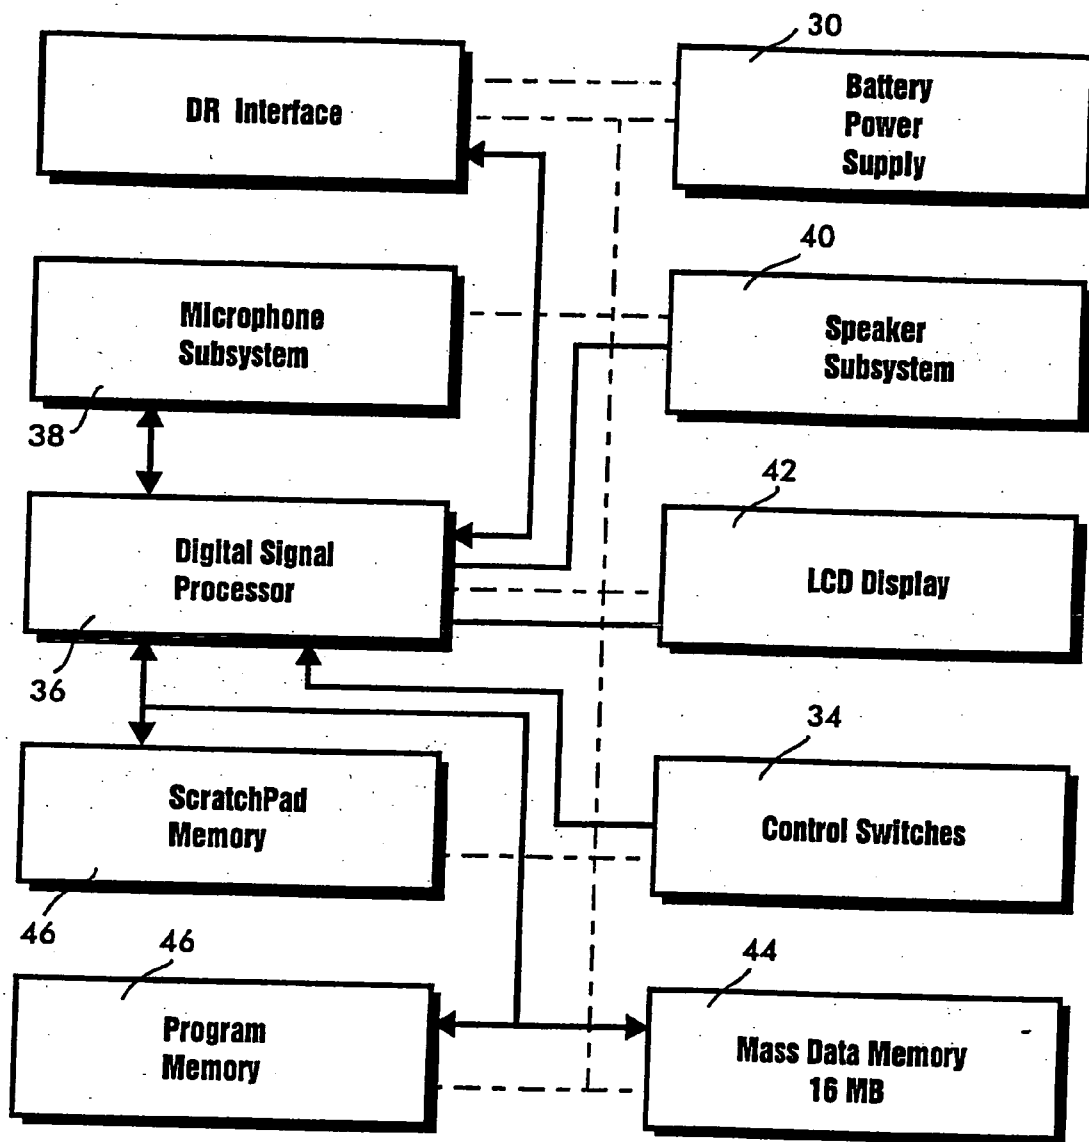 30
DR Interface
Battery
Power
Supply
40
Microphone
Subsystem
Speaker
Subsystem
38
42
Digital Signal
Processor
LCD Display
36
34
ScratchPad
Memory
Control Switches
46
46
44
Program
Memory
Mass Data Memory
16 MB